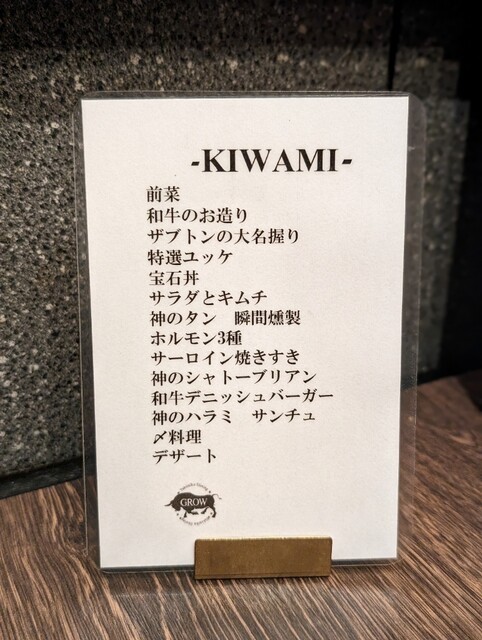 -KIWAMI-
前菜
和牛のお造り
ザブトンの大名握り
特選ユッケ
宝石丼
サラダとキムチ
神のタン　瞬間燻製
ホルモン3種
サーロイン焼きすき
神のシャトーブリアン
和牛デニッシュバーガー
神のハラミ　サンチュ
〆料理
デザート
GROW